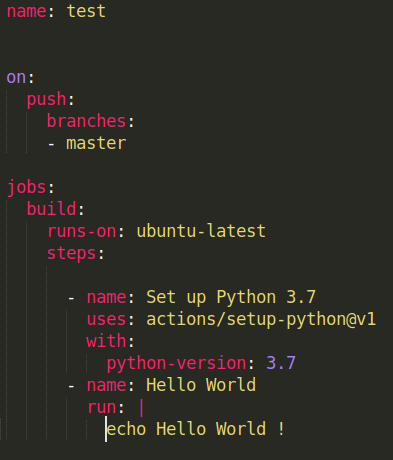 name: test
on:
  push:
    branches:
    - master
jobs:
  build:
    runs-on: ubuntu-latest
    steps:
      - name: Set up Python 3.7
        uses: actions/setup-python@v1
        with:
          python-version: 3.7
      - name: Hello World
        run: |
          echo Hello World !